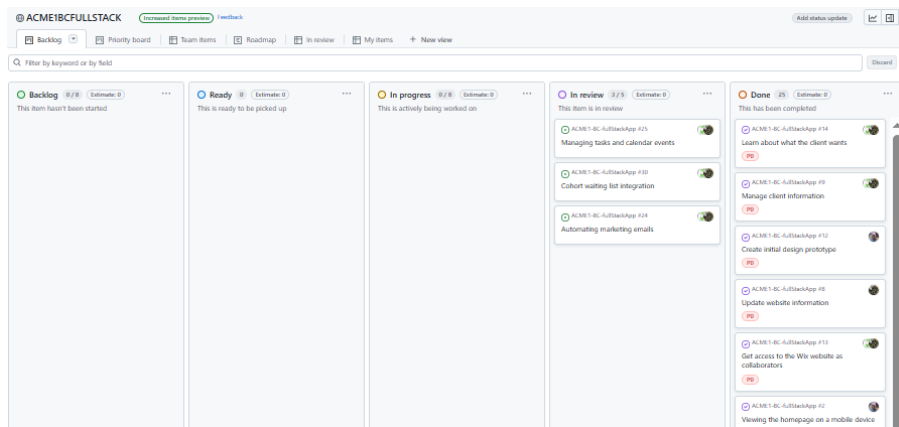 ACME1BCFULLSTACK Increased items preview Feedback Add status update
Backlog Priority board Team items Roadmap In review My items + New view
Filter by keyword or by field Discard
Backlog 0 / 8 Estimate: 0
This item hasn't been started
Ready 0 Estimate: 0
This is ready to be picked up
In progress 0 / 8 Estimate: 0
This is actively being worked on
In review 3 / 5 Estimate: 0
This item is in review
ACME1-BC-fullStackApp #25
Managing tasks and calendar events
ACME1-BC-fullStackApp #30
Cohort waiting list integration
ACME1-BC-fullStackApp #24
Automating marketing emails
Done 25 Estimate: 0
This has been completed
ACME1-BC-fullStackApp #14
Learn about what the client wants
P0
ACME1-BC-fullStackApp #9
Manage client information
P0
ACME1-BC-fullStackApp #12
Create initial design prototype
P0
ACME1-BC-fullStackApp #8
Update website information
P0
ACME1-BC-fullStackApp #13
Get access to the Wix website as
collaborators
P0
ACME1-BC-fullStackApp #2
Viewing the homepage on a mobile device